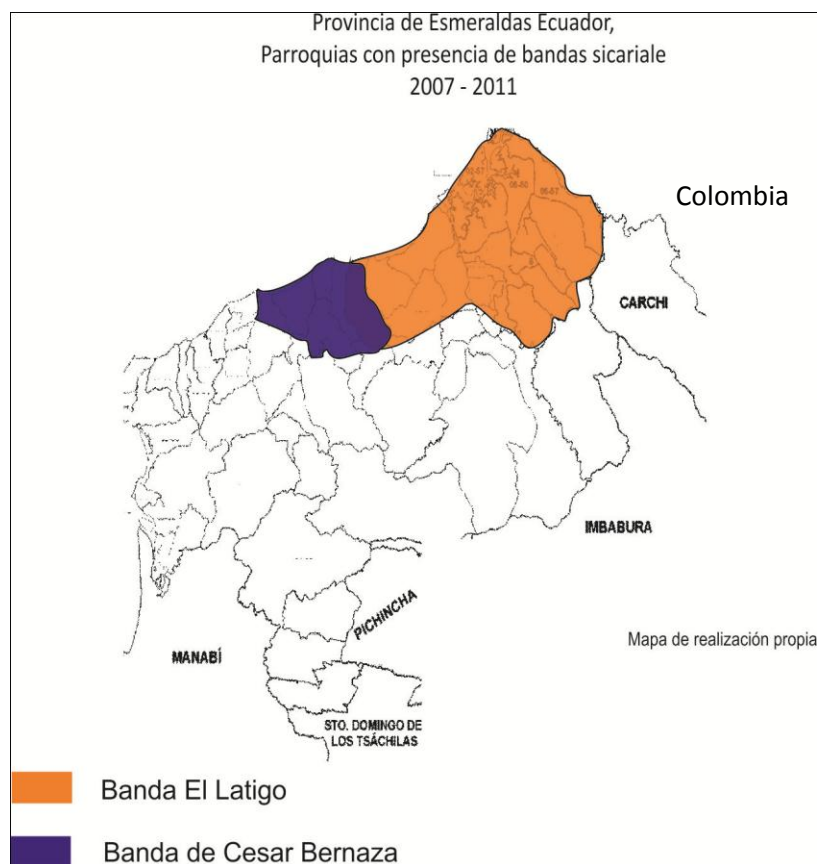 Provincia de Esmeraldas Ecuador,
Parroquias con presencia de bandas sicariale
2007 - 2011
Colombia
CARCHI
IMBABURA
PICHINCHA
Mapa de realización propia
MANABÍ
STO. DOMINGO DE
LOS TSÁCHILAS
Banda El Latigo
Banda de Cesar Bernaza